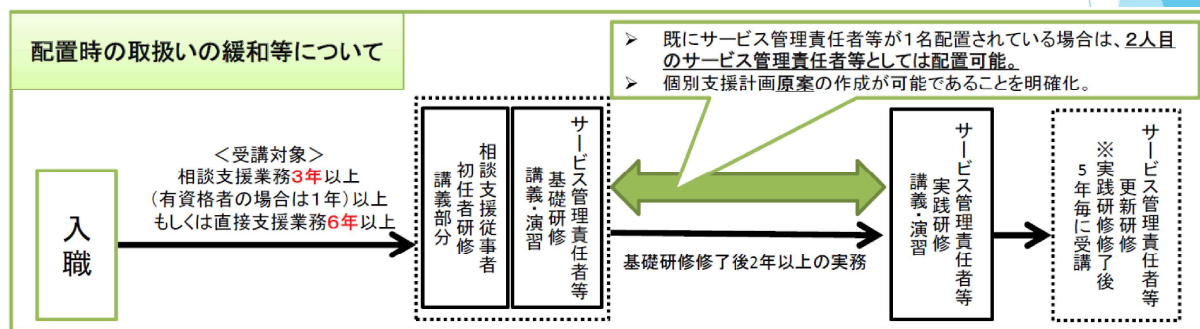 配置時の取扱いの緩和等について
➢ 既にサービス管理責任者等が1名配置されている場合は、2人目
のサービス管理責任者等としては配置可能。
➢ 個別支援計画原案の作成が可能であることを明確化。
入職
＜受講対象＞
相談支援業務3年以上
(有資格者の場合は1年)以上
もしくは直接支援業務6年以上
相談支援従事者
初任者研修
講義部分
サービス管理責任者等
基礎研修
講義・演習
基礎研修修了後2年以上の実務
サービス管理責任者等
実践研修
講義・演習
サービス管理責任者等
更新研修
※実践研修修了後
5年毎に受講